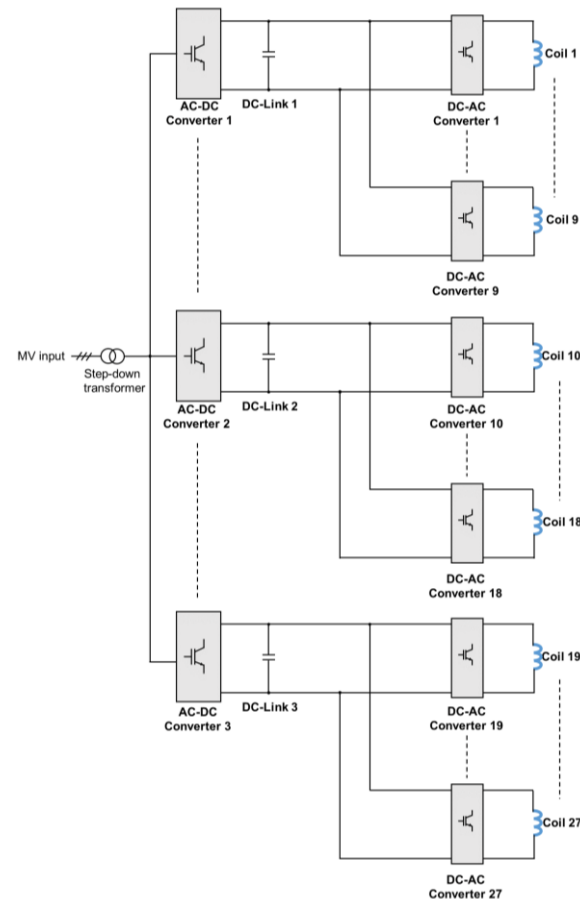 Coil 1
AC-DC
Converter 1
DC-Link 1
DC-AC
Converter 1
Coil 9
DC-AC
Converter 9
MV input
Step-down
transformer
Coil 10
AC-DC
Converter 2
DC-Link 2
DC-AC
Converter 10
Coil 18
DC-AC
Converter 18
Coil 19
AC-DC
Converter 3
DC-Link 3
DC-AC
Converter 19
Coil 27
DC-AC
Converter 27